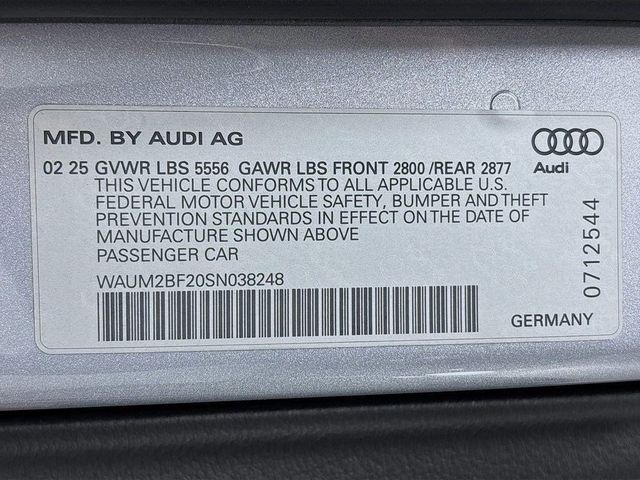 MFD. BY AUDI AG
Audi
02 25 GVWR LBS 5556 GAWR LBS FRONT 2800 /REAR 2877
THIS VEHICLE CONFORMS TO ALL APPLICABLE U.S.
FEDERAL MOTOR VEHICLE SAFETY, BUMPER AND THEFT
PREVENTION STANDARDS IN EFFECT ON THE DATE OF
MANUFACTURE SHOWN ABOVE
PASSENGER CAR
WAUM2BF20SN038248
0712544
GERMANY